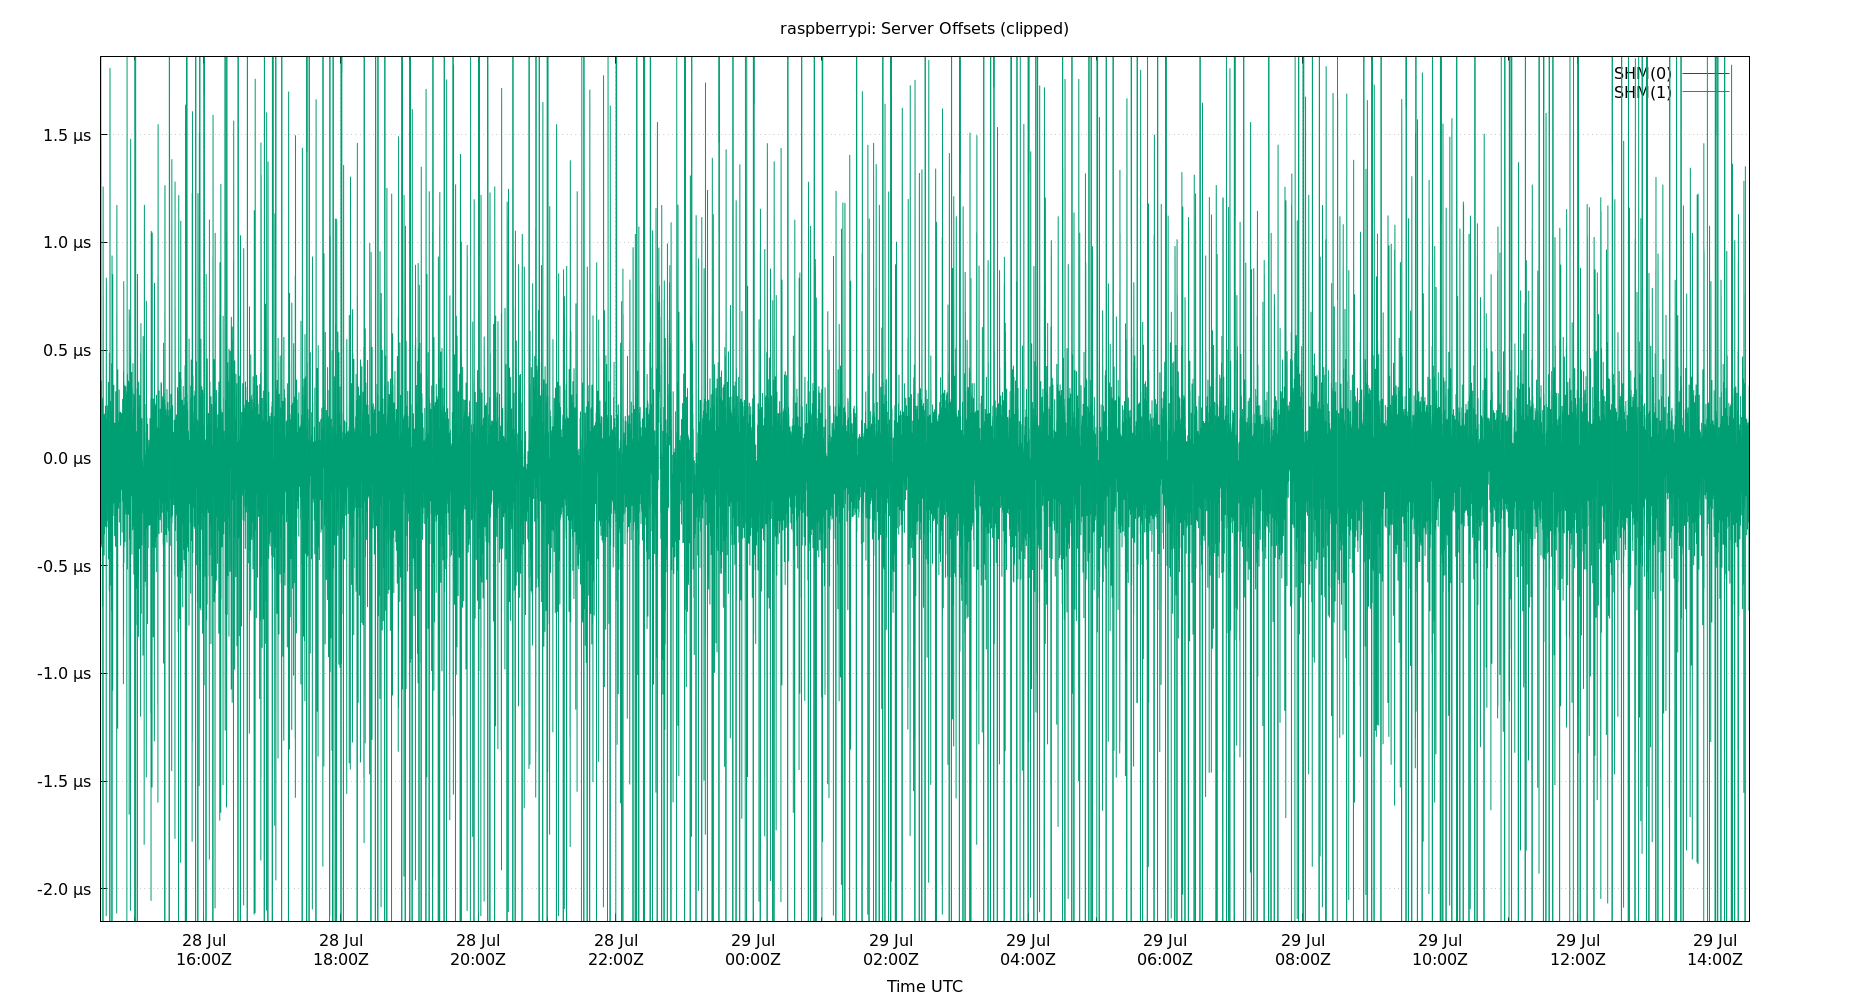 raspberrypi: Server Offsets (clipped)
SHM(0)
SHM(1)
1.5 µs
1.0 µs
0.5 µs
0.0 µs
-0.5 µs
-1.0 µs
-1.5 µs
-2.0 µs
28 Jul 28 Jul 28 Jul 28 Jul 29 Jul 29 Jul 29 Jul 29 Jul 29 Jul 29 Jul 29 Jul 29 Jul
16:00Z 18:00Z 20:00Z 22:00Z 00:00Z 02:00Z 04:00Z 06:00Z 08:00Z 10:00Z 12:00Z 14:00Z
Time UTC